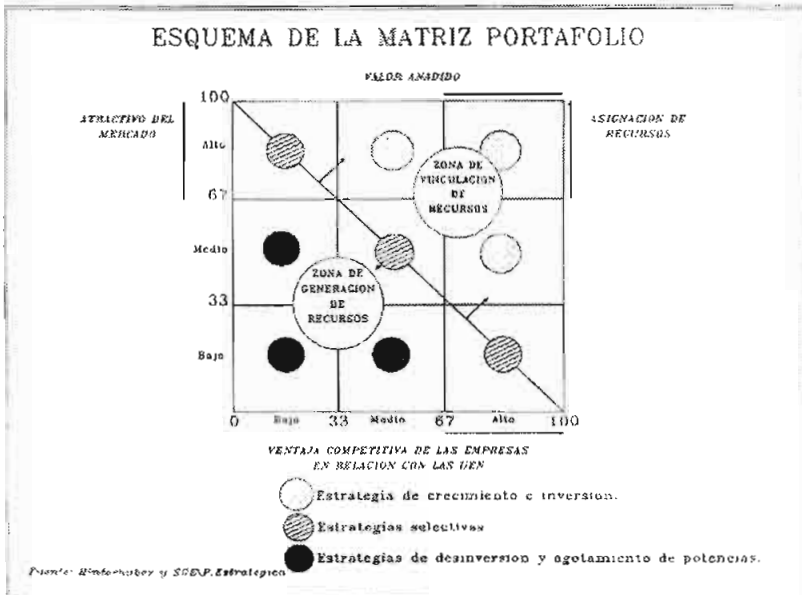 ESQUEMA DE LA MATRIZ PORTAFOLIO
VALOR AÑADIDO
ATRACTIVO DEL
MERCADO
ASIGNACION DE
RECURSOS
100
Alto
67
Medio
33
Bajo
ZONA DE
VINCULACION
DE
RECURSOS
ZONA DE
GENERACION
DE
RECURSOS
0 Bajo 33 Medio 67 Alto 100
VENTAJA COMPETITIVA DE LAS EMPRESAS
EN RELACION CON LAS UEN
Estrategia de crecimiento e inversion.
Estrategias selectivas
Estrategias de desinversion y agotamiento de potencias.
Fuente: Hinterhuber y